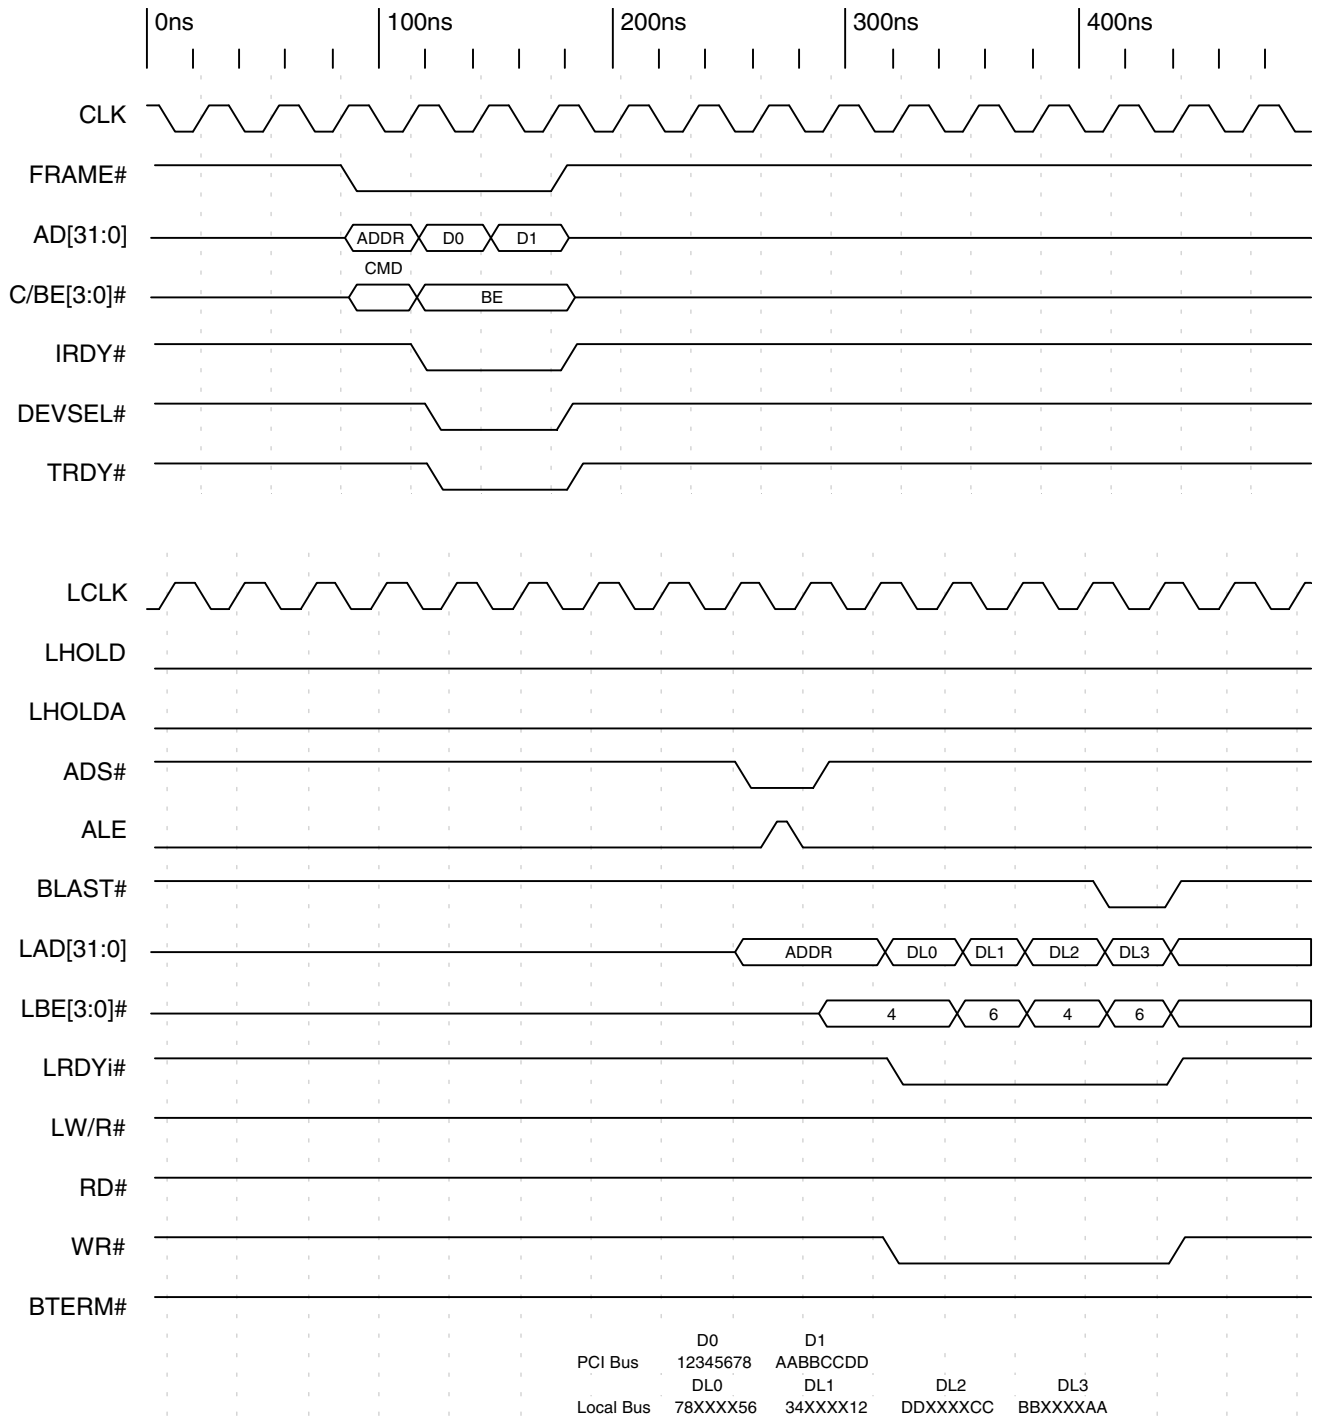 0ns 100ns 200ns 300ns 400ns
CLK
FRAME#
AD[31:0] ADDR D0 D1
CMD
C/BE[3:0]# BE
IRDY#
DEVSEL#
TRDY#
LCLK
LHOLD
LHOLDA
ADS#
ALE
BLAST#
LAD[31:0] ADDR DL0 DL1 DL2 DL3
LBE[3:0]# 4 6 4 6
LRDYi#
LW/R#
RD#
WR#
BTERM#
D0 D1
PCI Bus 12345678 AABBCCDD
DL0 DL1 DL2 DL3
Local Bus 78XXXX56 34XXXX12 DDXXXXCC BBXXXXAA